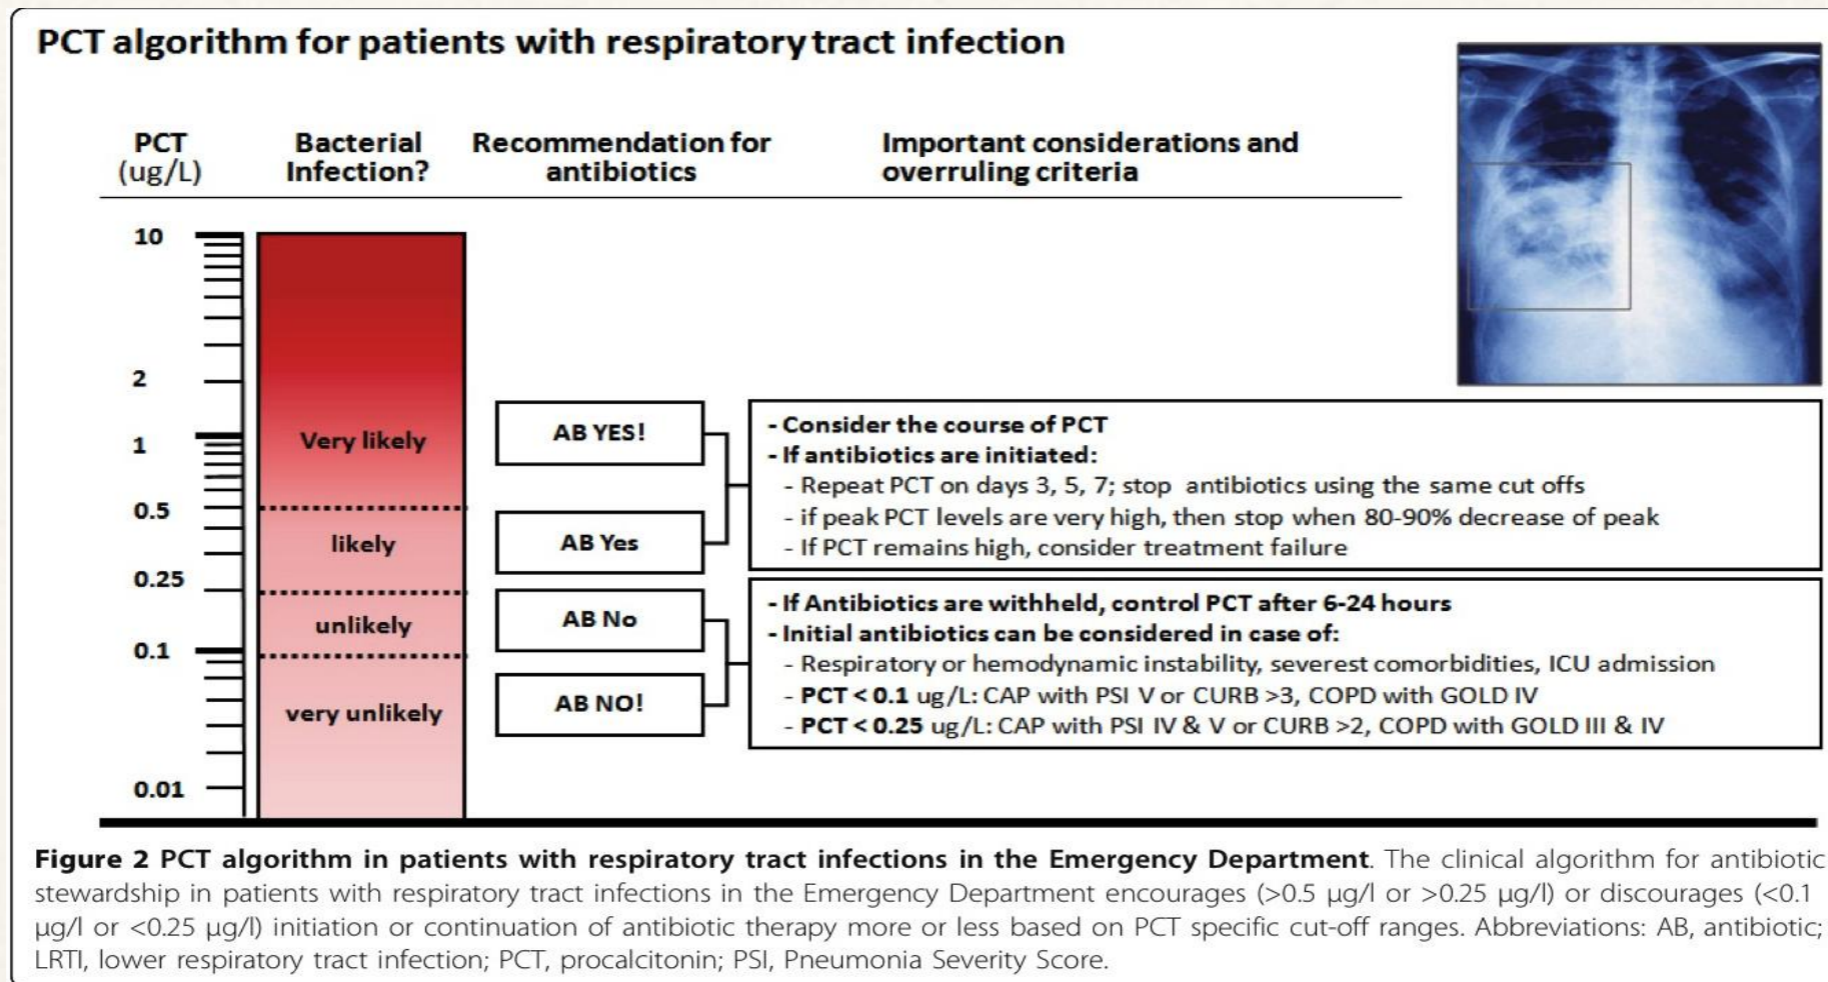 PCT algorithm for patients with respiratory tract infection
PCT
(ug/L)
Bacterial
Infection?
Recommendation for
antibiotics
Important considerations and
overruling criteria
10
2
1
0.5
0.25
0.1
0.01
Very likely
likely
unlikely
very unlikely
AB YES!
AB Yes
AB No
AB NO!
- Consider the course of PCT
- If antibiotics are initiated:
- Repeat PCT on days 3, 5, 7; stop antibiotics using the same cut offs
- if peak PCT levels are very high, then stop when 80-90% decrease of peak
- If PCT remains high, consider treatment failure
- If Antibiotics are withheld, control PCT after 6-24 hours
- Initial antibiotics can be considered in case of:
- Respiratory or hemodynamic instability, severest comorbidities, ICU admission
- PCT < 0.1 ug/L: CAP with PSI V or CURB >3, COPD with GOLD IV
- PCT < 0.25 ug/L: CAP with PSI IV & V or CURB >2, COPD with GOLD III & IV
Figure 2 PCT algorithm in patients with respiratory tract infections in the Emergency Department. The clinical algorithm for antibiotic
stewardship in patients with respiratory tract infections in the Emergency Department encourages (>0.5 μg/l or >0.25 μg/l) or discourages (<0.1
μg/l or <0.25 μg/l) initiation or continuation of antibiotic therapy more or less based on PCT specific cut-off ranges. Abbreviations: AB, antibiotic;
LRTI, lower respiratory tract infection; PCT, procalcitonin; PSI, Pneumonia Severity Score.